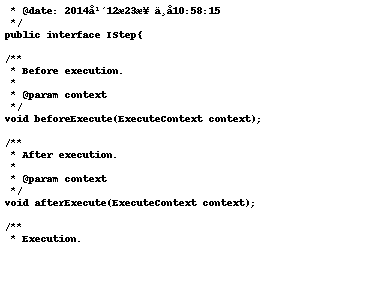 * @date: 2014å¹´12æ23æ¥ ä¸å10:58:15
*/
public interface IStep{
/**
* Before execution.
*
* @param context
*/
void beforeExecute(ExecuteContext context);
/**
* After execution.
*
* @param context
*/
void afterExecute(ExecuteContext context);
/**
* Execution.